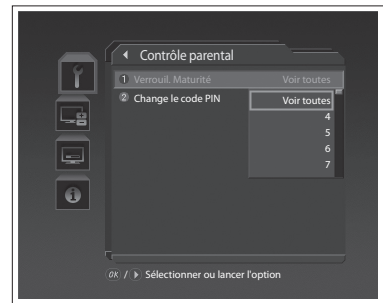 Contrôle parental
1 Verrouil. Maturité Voir toutes
2 Change le code PIN Voir toutes
4
5
6
7
OK / Sélectionner ou lancer l'option